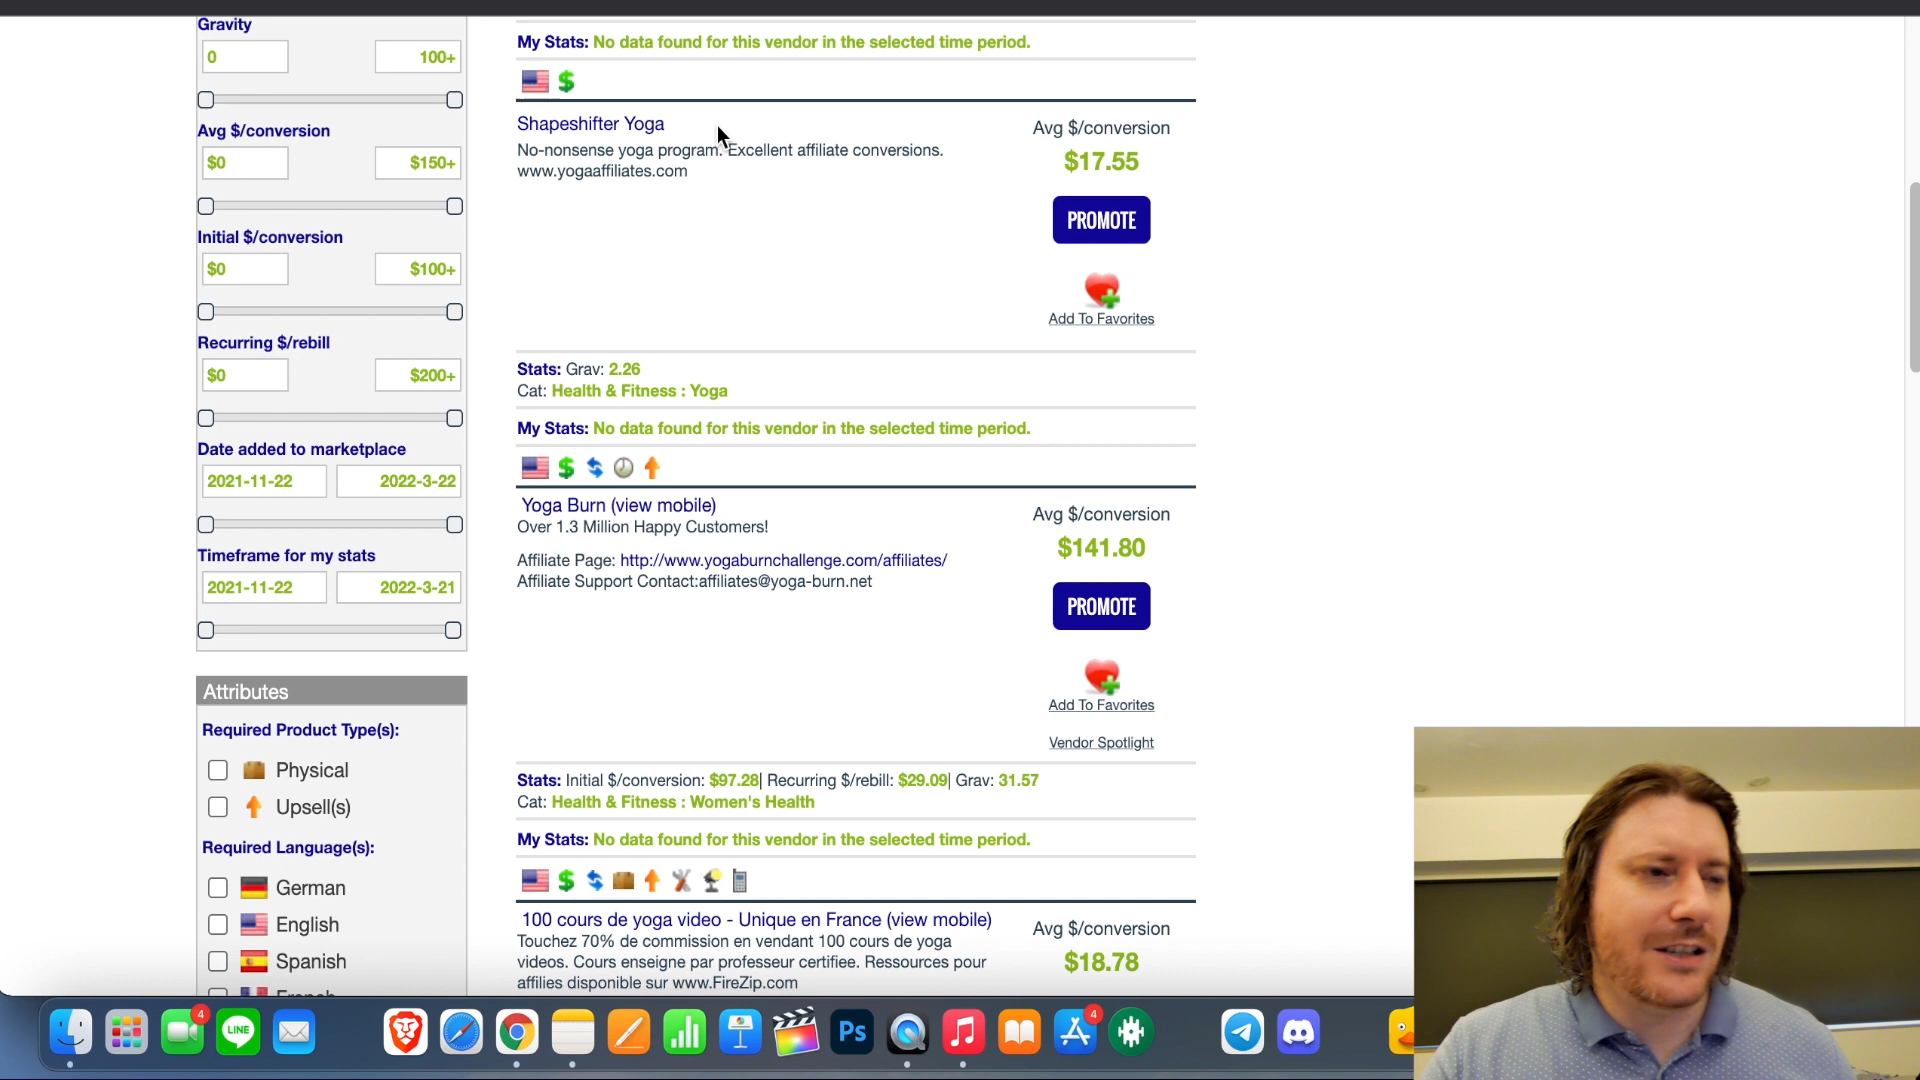 Gravity
0 100+
Avg $/conversion
$0 $150+
Initial $/conversion
$0 $100+
Recurring $/rebill
$0 $200+
Date added to marketplace
2021-11-22 2022-3-22
Timeframe for my stats
2021-11-22 2022-3-21
Attributes
Required Product Type(s):
Physical
Upsell(s)
Required Language(s):
German
English
Spanish
French
My Stats: No data found for this vendor in the selected time period.
$
Shapeshifter Yoga
No-nonsense yoga program. Excellent affiliate conversions.
www.yogaaffiliates.com
Avg $/conversion
$17.55
PROMOTE
Add To Favorites
Stats: Grav: 2.26
Cat: Health & Fitness : Yoga
My Stats: No data found for this vendor in the selected time period.
$
Yoga Burn (view mobile)
Over 1.3 Million Happy Customers!
Affiliate Page: http://www.yogaburnchallenge.com/affiliates/
Affiliate Support Contact:affiliates@yoga-burn.net
Avg $/conversion
$141.80
PROMOTE
Add To Favorites
Vendor Spotlight
Stats: Initial $/conversion: $97.28| Recurring $/rebill: $29.09| Grav: 31.57
Cat: Health & Fitness : Women's Health
My Stats: No data found for this vendor in the selected time period.
$
100 cours de yoga video - Unique en France (view mobile)
Touchez 70% de commission en vendant 100 cours de yoga
videos. Cours enseigne par professeur certifiee. Ressources pour
affilies disponible sur www.FireZip.com
Avg $/conversion
$18.78
4
LINE
Ps
4